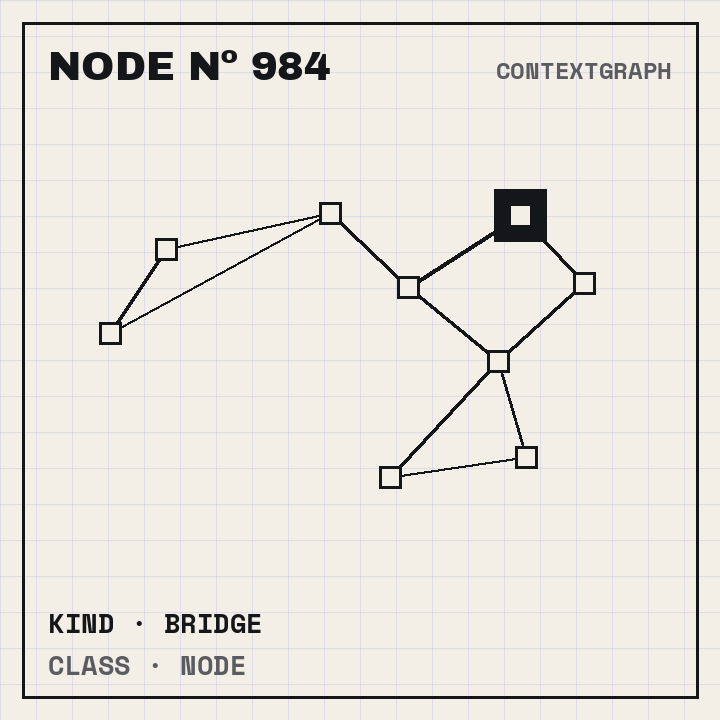 NODE Nº 984
CONTEXTGRAPH
KIND · BRIDGE
CLASS · NODE